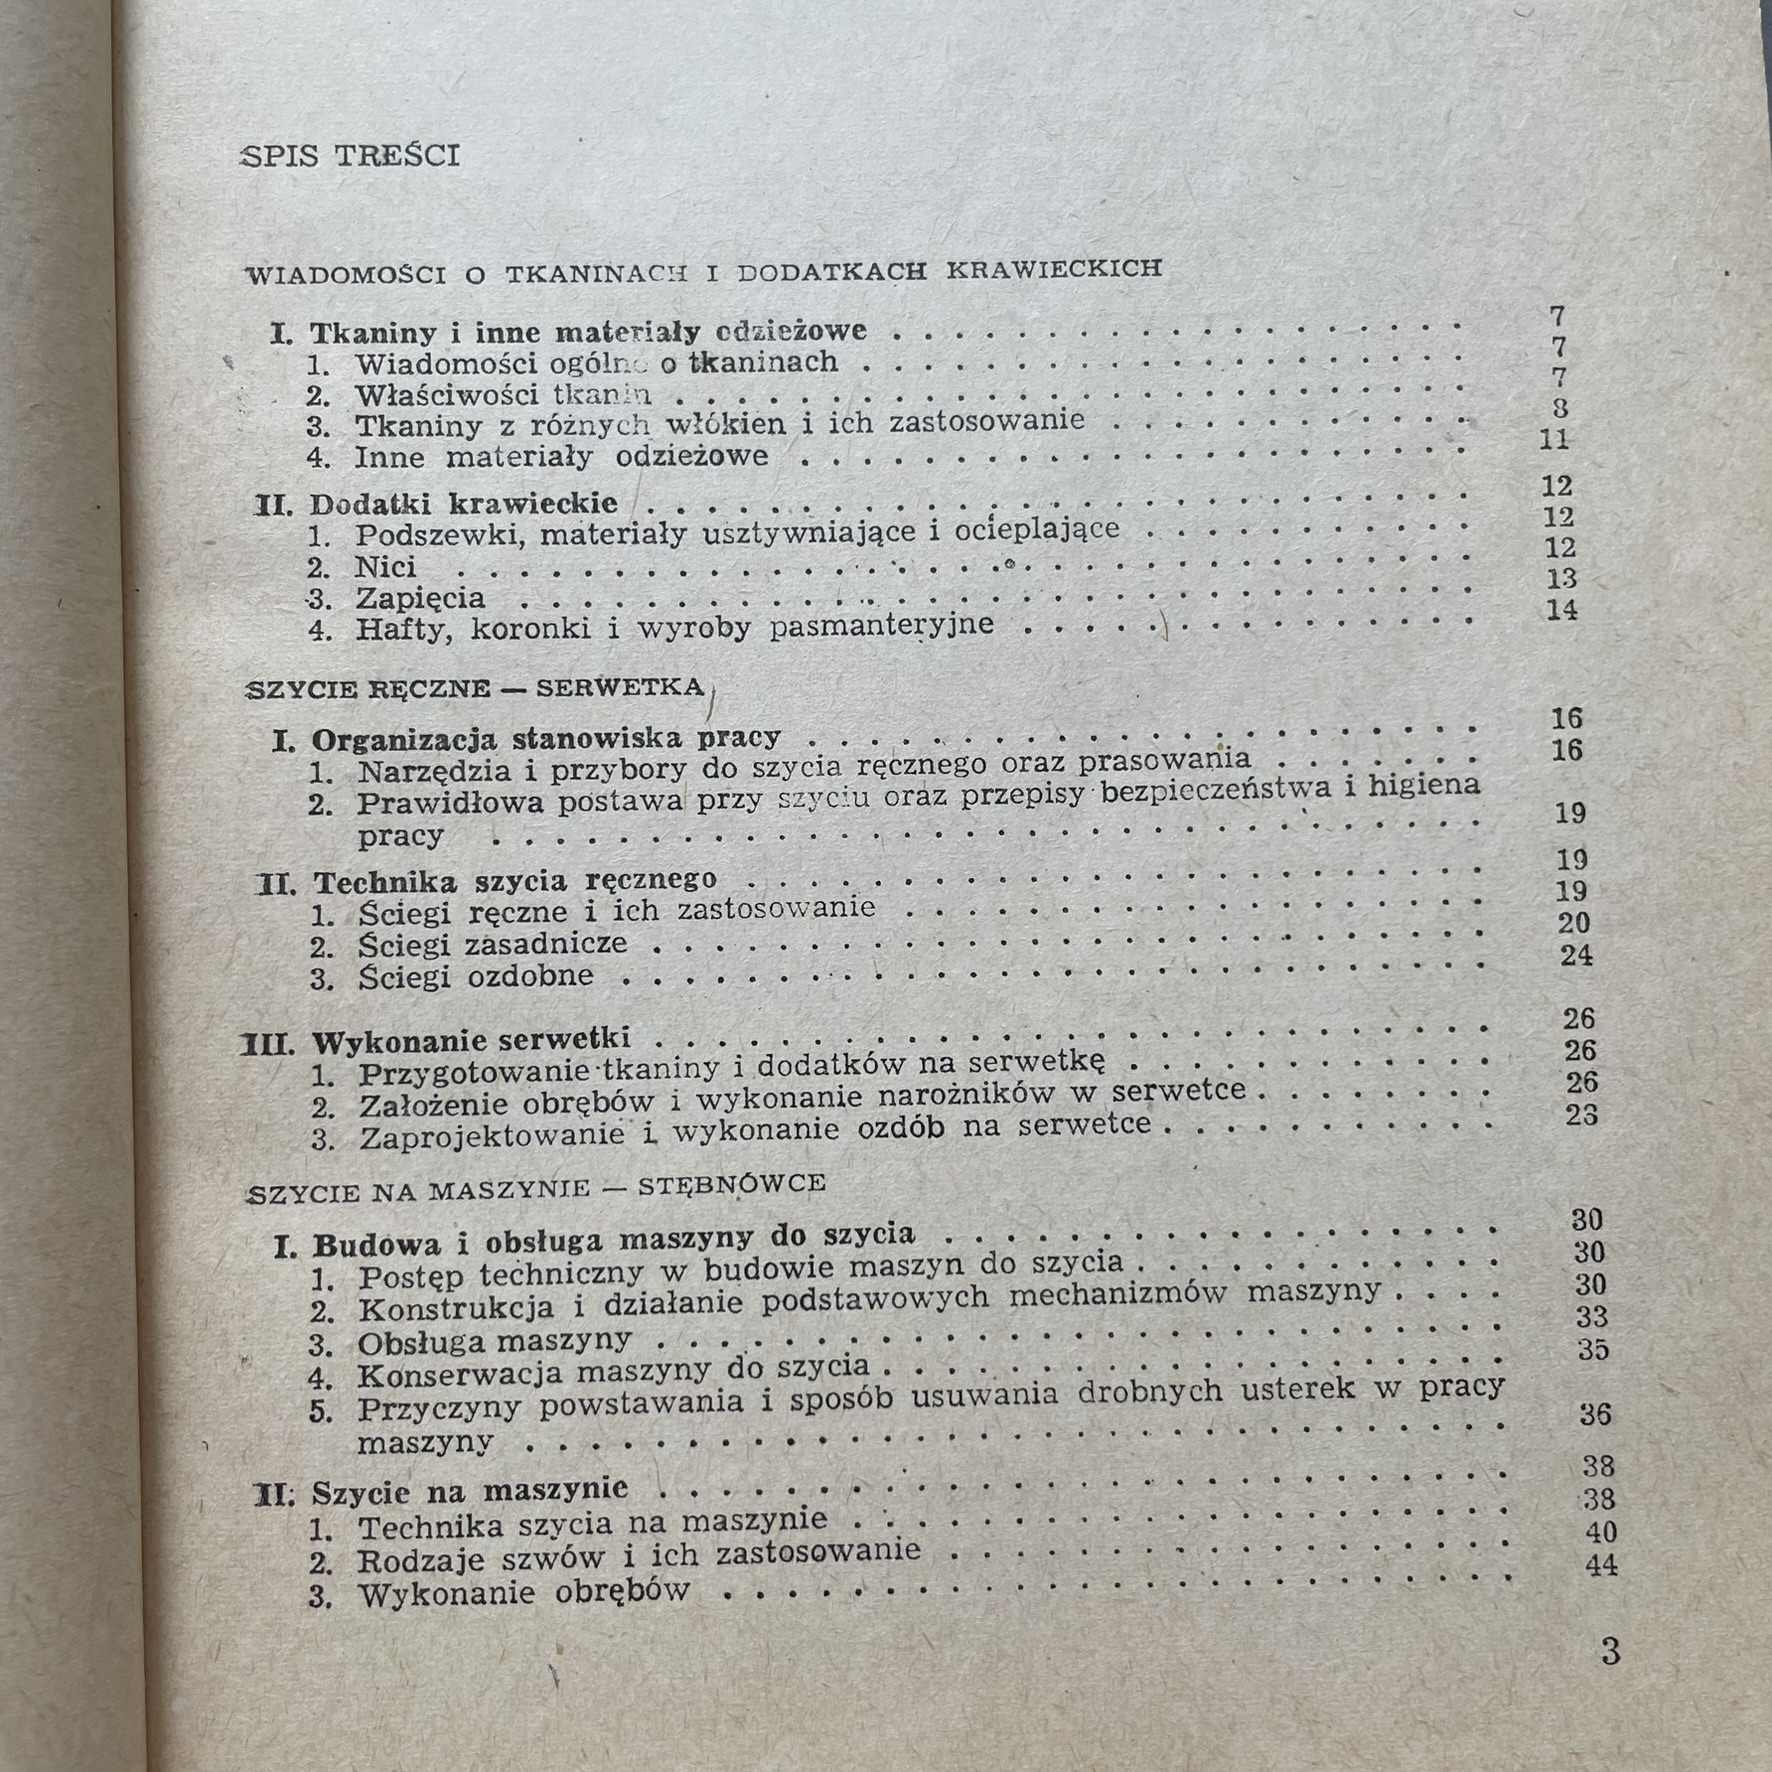 SPIS TREŚCI
WIADOMOŚCI O TKANINACH I DODATKACH KRAWIECKICH
I. Tkaniny i inne materiały odzieżowe . . . . . . . . . . . . . . . . . . 7
1. Wiadomości ogólne o tkaninach . . . . . . . . . . . . . . . . . . . 7
2. Właściwości tkanin . . . . . . . . . . . . . . . . . . . . . . . . . 7
3. Tkaniny z różnych włókien i ich zastosowanie . . . . . . . . . . . 8
4. Inne materiały odzieżowe . . . . . . . . . . . . . . . . . . . . . 11
II. Dodatki krawieckie . . . . . . . . . . . . . . . . . . . . . . . . . . 12
1. Podszewki, materiały usztywniające i ocieplające . . . . . . . . . . 12
2. Nici . . . . . . . . . . . . . . . . . . . . . . . . . . . . . . . . 12
3. Zapięcia . . . . . . . . . . . . . . . . . . . . . . . . . . . . . . 13
4. Hafty, koronki i wyroby pasmanteryjne . . . . . . . . . . . . . . 14
SZYCIE RĘCZNE — SERWETKA
I. Organizacja stanowiska pracy . . . . . . . . . . . . . . . . . . . . . 16
1. Narzędzia i przybory do szycia ręcznego oraz prasowania . . . . . . . 16
2. Prawidłowa postawa przy szyciu oraz przepisy bezpieczeństwa i higiena
pracy . . . . . . . . . . . . . . . . . . . . . . . . . . . . . . . 19
II. Technika szycia ręcznego . . . . . . . . . . . . . . . . . . . . . . . 19
1. Ściegi ręczne i ich zastosowanie . . . . . . . . . . . . . . . . . . 19
2. Ściegi zasadnicze . . . . . . . . . . . . . . . . . . . . . . . . . . 20
3. Ściegi ozdobne . . . . . . . . . . . . . . . . . . . . . . . . . . . 24
III. Wykonanie serwetki . . . . . . . . . . . . . . . . . . . . . . . . . . 26
1. Przygotowanie tkaniny i dodatków na serwetkę . . . . . . . . . . . 26
2. Założenie obrębów i wykonanie narożników w serwetce . . . . . . . . 26
3. Zaprojektowanie i wykonanie ozdób na serwetce . . . . . . . . . . . 23
SZYCIE NA MASZYNIE — STĘBNÓWCE
I. Budowa i obsługa maszyny do szycia . . . . . . . . . . . . . . . . . 30
1. Postęp techniczny w budowie maszyn do szycia . . . . . . . . . . . . 30
2. Konstrukcja i działanie podstawowych mechanizmów maszyny . . . . 30
3. Obsługa maszyny . . . . . . . . . . . . . . . . . . . . . . . . . . 33
4. Konserwacja maszyny do szycia . . . . . . . . . . . . . . . . . . . . 35
5. Przyczyny powstawania i sposób usuwania drobnych usterek w pracy
maszyny . . . . . . . . . . . . . . . . . . . . . . . . . . . . . . 36
II. Szycie na maszynie . . . . . . . . . . . . . . . . . . . . . . . . . . 38
1. Technika szycia na maszynie . . . . . . . . . . . . . . . . . . . . . 38
2. Rodzaje szwów i ich zastosowanie . . . . . . . . . . . . . . . . . . 40
3. Wykonanie obrębów . . . . . . . . . . . . . . . . . . . . . . . . . 44
3